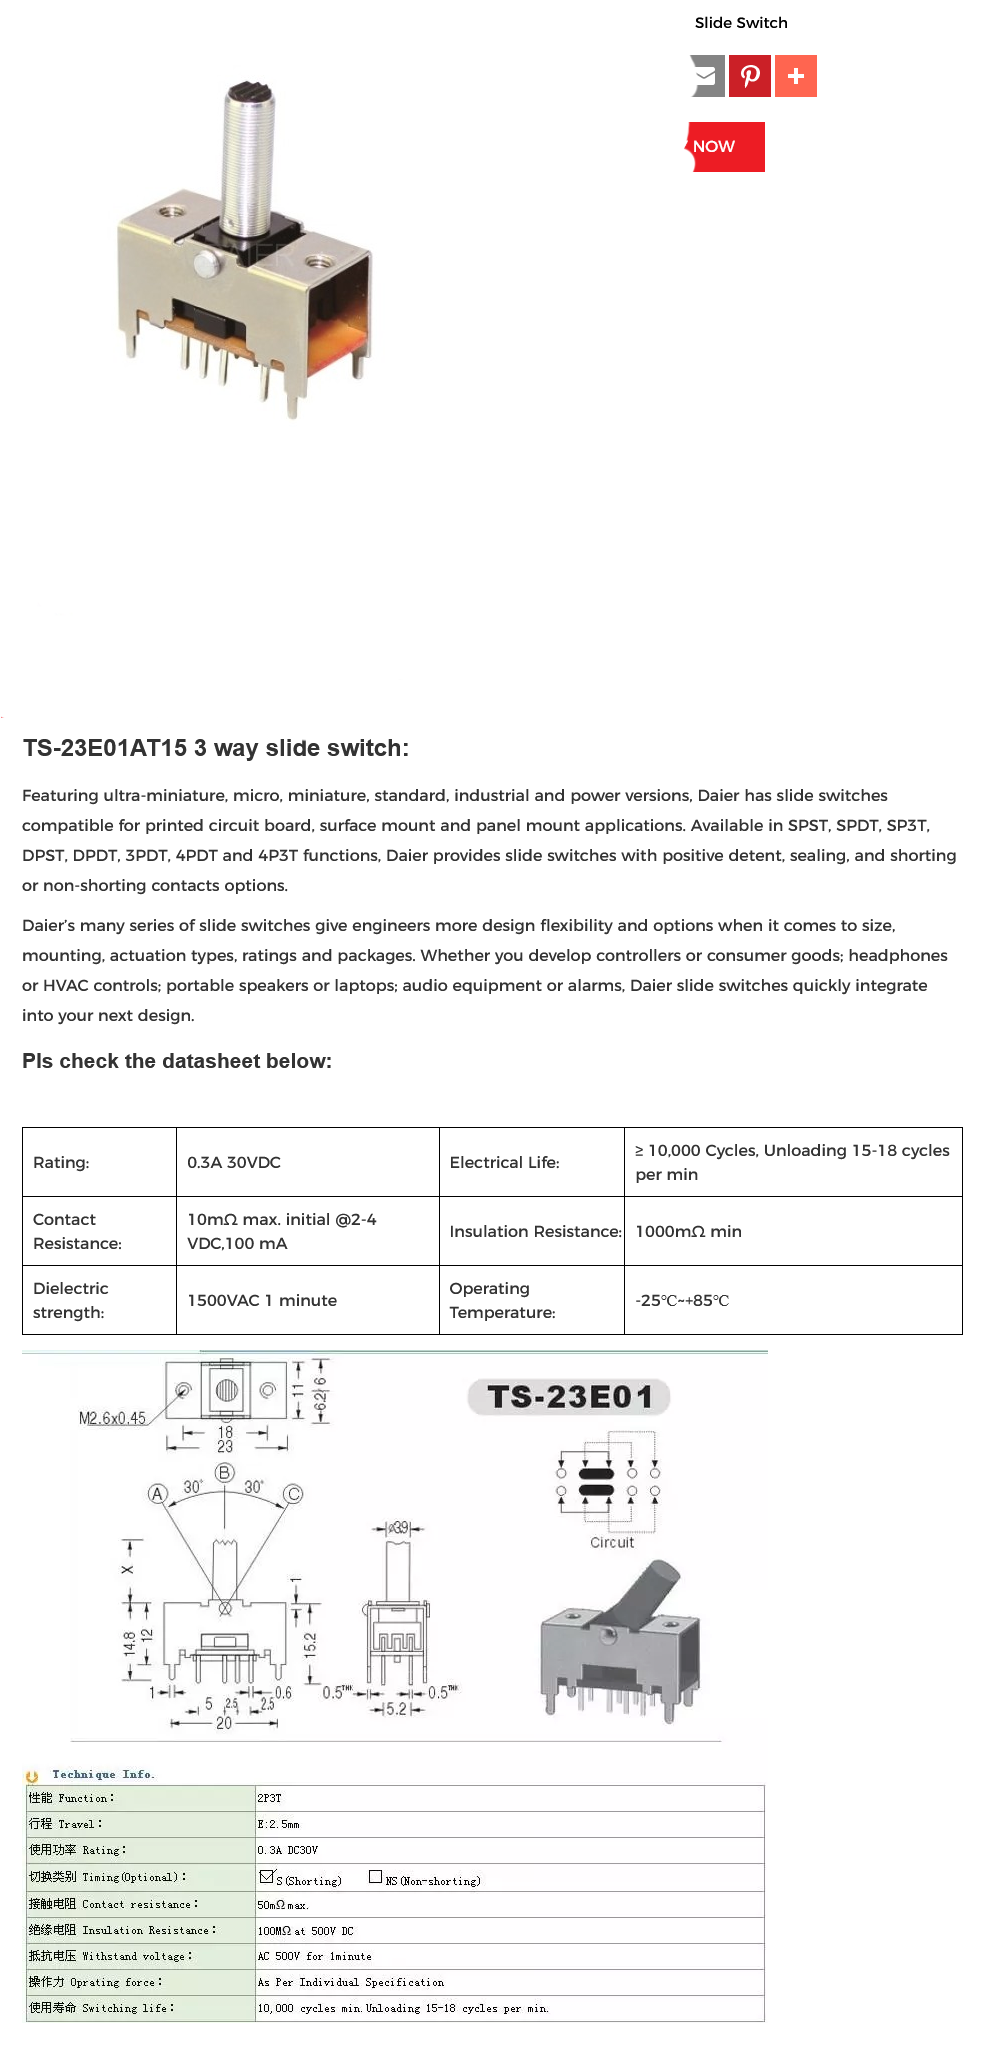 Slide Switch
NOW
TS-23E01AT15 3 way slide switch:
Featuring ultra-miniature, micro, miniature, standard, industrial and power versions, Daier has slide switches
compatible for printed circuit board, surface mount and panel mount applications. Available in SPST, SPDT, SP3T,
DPST, DPDT, 3PDT, 4PDT and 4P3T functions, Daier provides slide switches with positive detent, sealing, and shorting
or non-shorting contacts options.
Daier’s many series of slide switches give engineers more design flexibility and options when it comes to size,
mounting, actuation types, ratings and packages. Whether you develop controllers or consumer goods; headphones
or HVAC controls; portable speakers or laptops; audio equipment or alarms, Daier slide switches quickly integrate
into your next design.
Pls check the datasheet below:
Rating: 0.3A 30VDC Electrical Life: ≥ 10,000 Cycles, Unloading 15-18 cycles
per min
Contact
Resistance:
10mΩ max. initial @2-4
VDC,100 mA
Insulation Resistance: 1000mΩ min
Dielectric
strength:
1500VAC 1 minute
Operating
Temperature:
-25℃~+85℃
TS-23E01
M2.6x0.45
18
23
11
6.2/6
A 30° B 30° C
X
14.8
12
1
15.2
1
5 2.5 2.5
0.6
20
ø3.9
0.5THK
5.2
0.5THK
Circuit
Technique Info.
性能 Function： 2P3T
行程 Travel： E:2.5mm
使用功率 Rating： 0.3A DC30V
切换类别 Timing(Optional)： S(Shorting) NS(Non-shorting)
接触电阻 Contact resistance： 50mΩmax.
绝缘电阻 Insulation Resistance： 100MΩ at 500V DC
抵抗电压 Withstand voltage： AC 500V for 1minute
操作力 Oprating force： As Per Individual Specification
使用寿命 Switching life： 10,000 cycles min.Unloading 15-18 cycles per min.